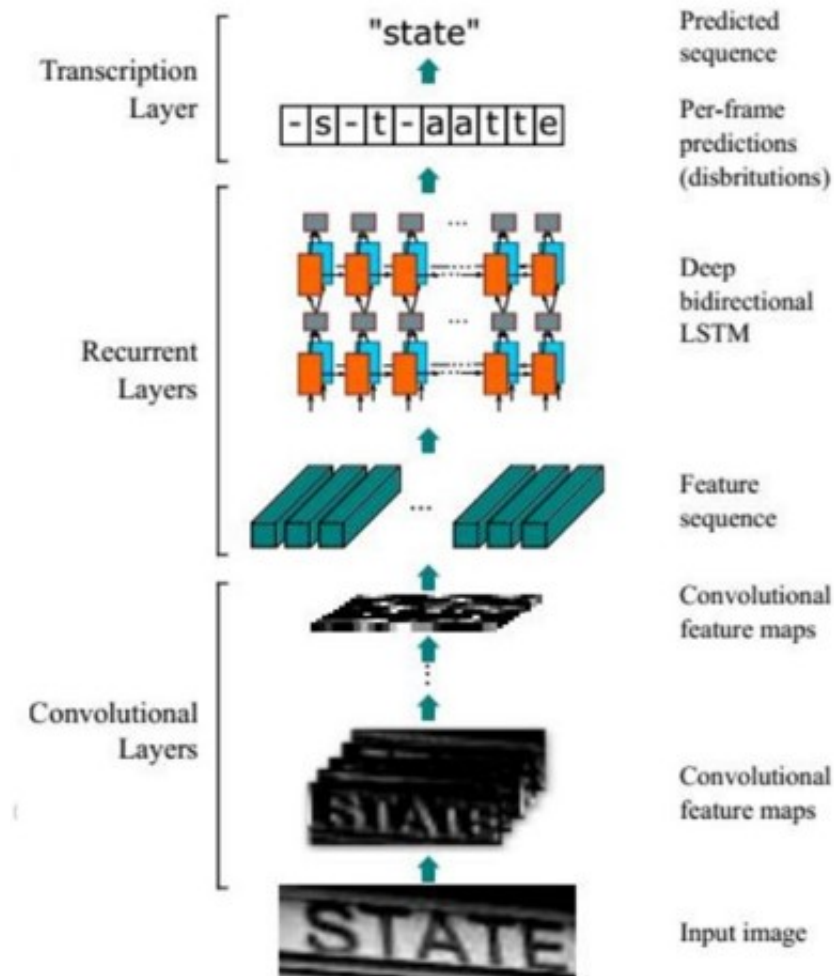 "state"
Predicted
sequence
Transcription
Layer
-s-t-aatte
Per-frame
predictions
(disbritutions)
Deep
bidirectional
LSTM
Recurrent
Layers
Feature
sequence
Convolutional
feature maps
Convolutional
Layers
STATE
Convolutional
feature maps
STATE
Input image